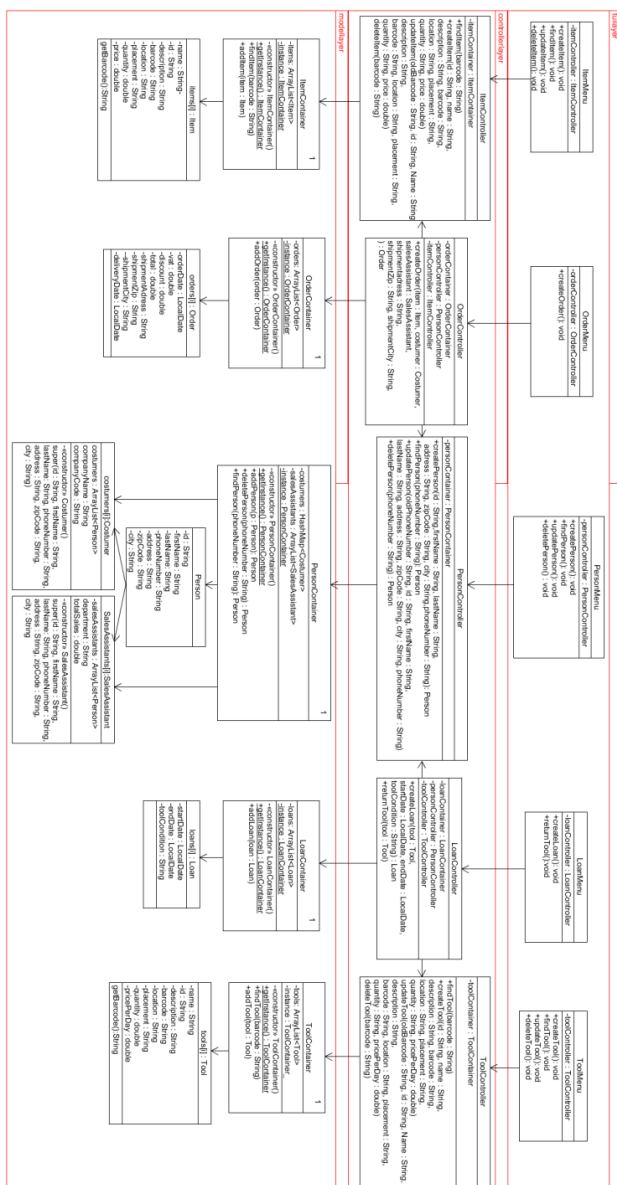 tuilayer
ItemMenu
-itemController : ItemController
+createItem(): void
+findItem(): void
+updateItem(): void
+deleteItem(): void
OrderMenu
-orderController : OrderController
+createOrder(): void
PersonMenu
-personController : PersonController
+createPerson(): void
+findPerson(): void
+updatePerson(): void
+deletePerson() : void
LoanMenu
-loanController : LoanController
+createLoan(): void
+returnTool():void
ToolMenu
-toolController : ToolController
+createTool(): void
+findTool(): void
+updateTool(): void
+deleteTool(): void
controllerlayer
ItemController
-itemContainer : ItemContainer
+findItem(barcode : String)
+createItem(id : String, name : String,
description : String, barcode : String,
location : String, placement : String,
quantity : String, price : double)
updateItem(oldBarcode : String, id : String, Name : String,
description : String,
barcode : String, location : String, placement : String,
quantity : String, price : double)
deleteItem(barcode : String)
OrderController
-orderContainer : OrderContainer
-personController : PersonController
-itemController : ItemController
+createOrder(item : Item, costumer : Costumer,
salesAssistant : SalesAssistant,
shipmentadress : String,
shipmentZip : String, shipmentCity : String,
) : Order
PersonController
-personContainer : PersonContainer
+createPerson(id : String,firstName : String, lastName : String,
address : String, zipCode : String, city : String,phoneNumber : String): Person
+findPerson(phoneNumber : String): Person
+updatePerson(oldPhoneNumber : String, id : String, firstName : String,
lastName : String, address : String, zipCode : String, city : String, phoneNumber : String)
+deletePerson(phoneNumber : String) : Person
LoanController
-loanContainer : LoanContainer
-personController : PersonController
-toolController : ToolController
+createLoan(tool : Tool,
startDate : LocalDate, endDate : LocalDate,
toolCondition : String) : Loan
+returnTool(tool : Tool)
ToolController
-toolContainer : ToolContainer
+findTool(barcode : String)
+createTool(id : String, name : String,
description : String, barcode : String,
location : String, placement : String,
quantity : String, pricePerDay : double)
updateTool(oldBarcode : String, id : String, Name : String,
description : String,
barcode : String, location : String, placement : String,
quantity : String, pricePerDay : double)
deleteTool(barcode : String)
modellayer
ItemContainer
-items: ArrayList<Item>
-instance : ItemContainer
-«constructor» ItemContainer()
+getInstance() : ItemContainer
+findItem(barcode : String)
+addItem(item : Item)
1
OrderContainer
-orders: ArrayList<Order>
-instance : OrderContainer
-«constructor» OrderContainer()
+getInstance() : OrderContainer
+addOrder(order : Order)
1
PersonContainer
-costumers : HashMap<Costumer>
-salesAssistants : ArrayList<SalesAssistant>
-instance : PersonContainer
-«constructor» PersonContainer()
+getInstance() : PersonContainer
+addPerson(p : Person): Person
+deletePerson(phoneNumber : String) : Person
+findPerson(phoneNumber : String): Person
1
LoanContainer
-loans: ArrayList<Loan>
-instance : LoanContainer
-«constructor» LoanContainer()
+getInstance() : LoanContainer
+addLoan(loan : Loan)
1
ToolContainer
-tools: ArrayList<Tool>
-instance : ToolContainer
-«constructor» ToolContainer()
+getInstance() : ToolContainer
+findTool(barcode : String)
+addTool(tool : Tool)
1
items[i] : Item
-name : String
-id : String
-description : String
-barcode : String
-location : String
-placement : String
-quantity : double
-price : double
getBarcode():String
orders[i] : Order
-orderDate : LocalDate
-vat : double
-discount : double
-total : double
-shipmentAdress : String
-shipmentZip : String
-shipmentCity : String
-deliveryDate : LocalDate
Person
-id : String
-firstName : String
-lastName : String
-phoneNumber : String
-address : String
-zipCode : String
-city : String
loans[i] : Loan
-startDate : LocalDate
-endDate : LocalDate
-toolCondition : String
tools[i] : Tool
-name : String
-id : String
-description : String
-barcode : String
-location : String
-placement : String
-quantity : double
-pricePerDay : double
getBarcode():String
costumers[i]:Costumer
costumers : ArrayList<Person>
companyName : String
companyCode : String
-«constructor» Costumer()
super(id : String, firstName : String,
lastName : String, phoneNumber : String,
address : String, zipCode : String,
city : String)
SalesAssistants[i]:SalesAssistant
-salesAssistants : ArrayList<Person>
department : String
totalSales : double
-«constructor» SalesAssistant()
super(id : String, firstName : String,
lastName : String, phoneNumber : String,
address : String, zipCode : String,
city : String)